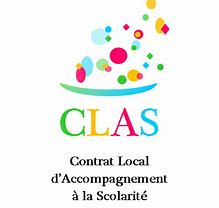 CLAS
Contrat Local
d'Accompagnement
à la Scolarité